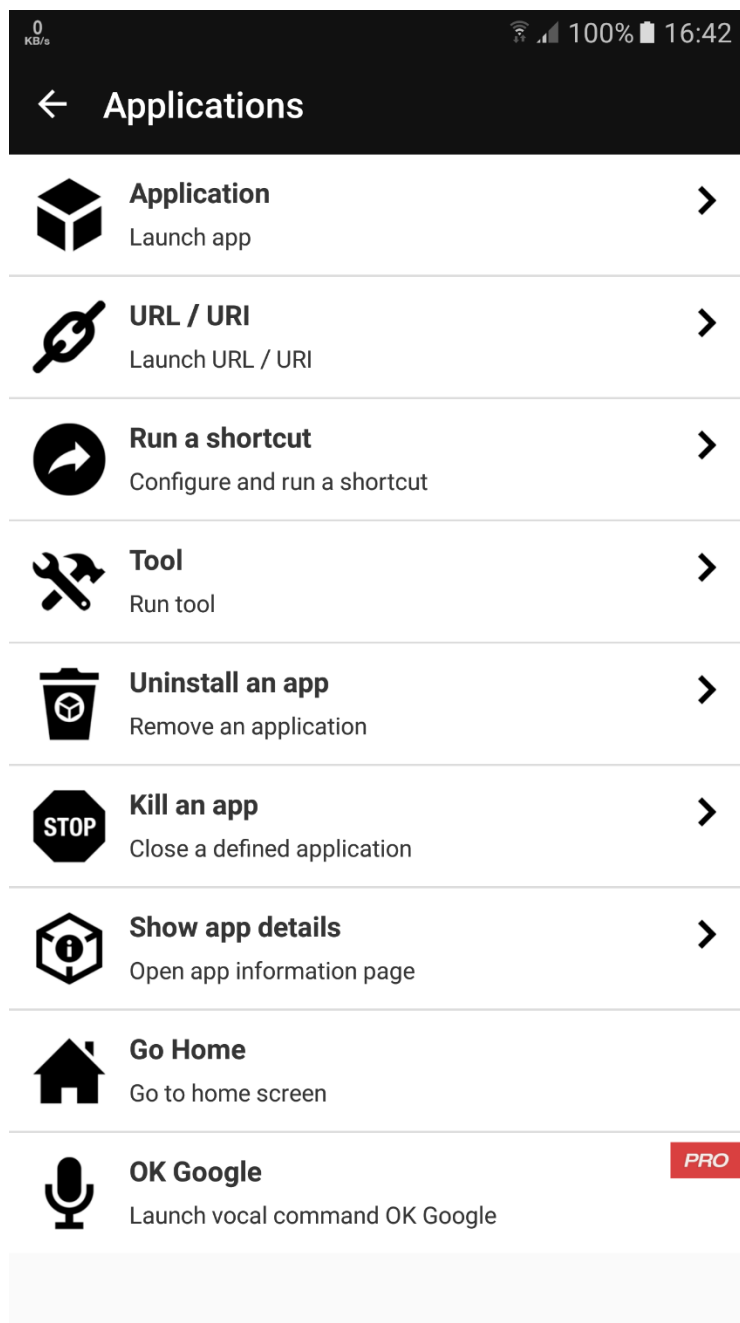 0
KB/s
100% 16:42
Applications
Application
Launch app
URL / URI
Launch URL / URI
Run a shortcut
Configure and run a shortcut
Tool
Run tool
Uninstall an app
Remove an application
STOP
Kill an app
Close a defined application
Show app details
Open app information page
Go Home
Go to home screen
PRO
OK Google
Launch vocal command OK Google